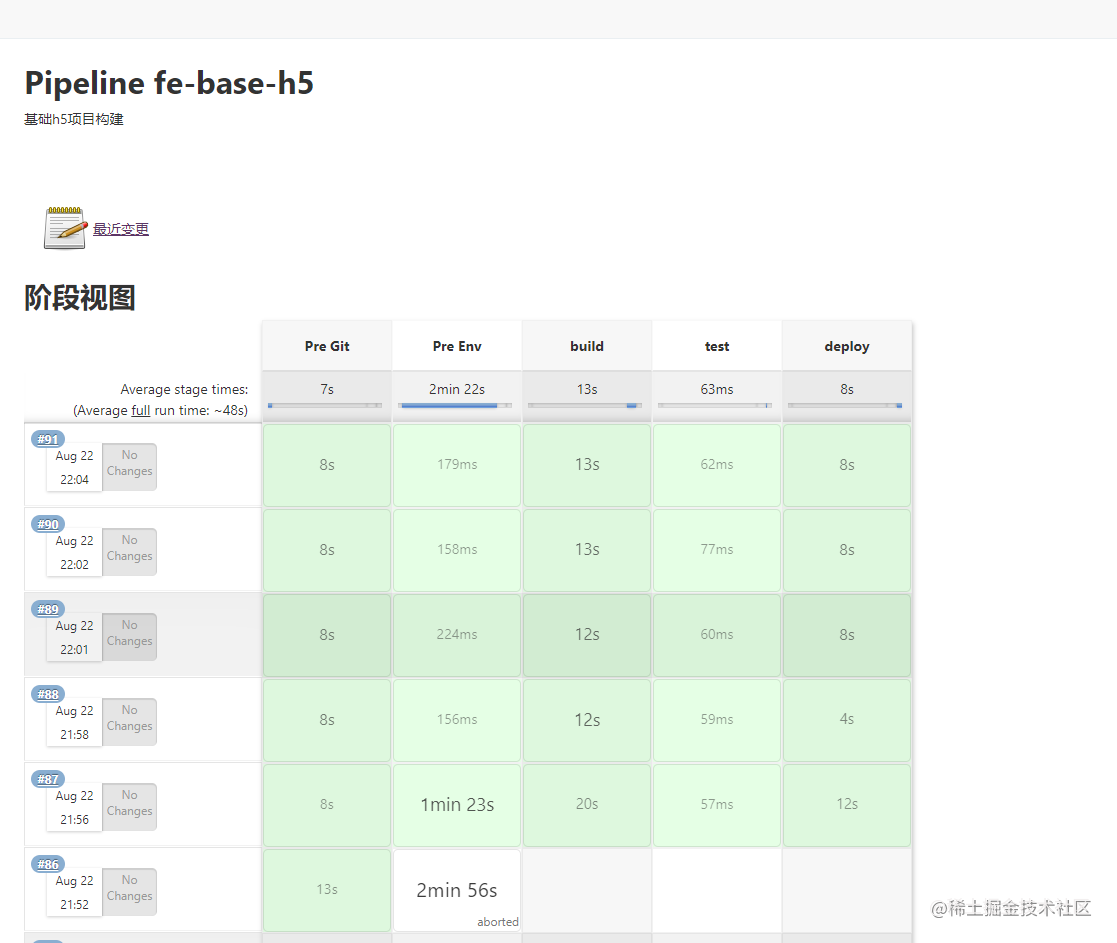 Pipeline fe-base-h5
基础h5项目构建
最近变更
阶段视图
Pre Git Pre Env build test deploy
Average stage times: 7s 2min 22s 13s 63ms 8s
(Average full run time: ~48s)
#91
Aug 22 No
22:04 Changes
8s 179ms 13s 62ms 8s
#90
Aug 22 No
22:02 Changes
8s 158ms 13s 77ms 8s
#89
Aug 22 No
22:01 Changes
8s 224ms 12s 60ms 8s
#88
Aug 22 No
21:58 Changes
8s 156ms 12s 59ms 4s
#87
Aug 22 No
21:56 Changes
8s 1min 23s 20s 57ms 12s
#86
Aug 22 No
21:52 Changes
13s 2min 56s
aborted
@稀土掘金技术社区